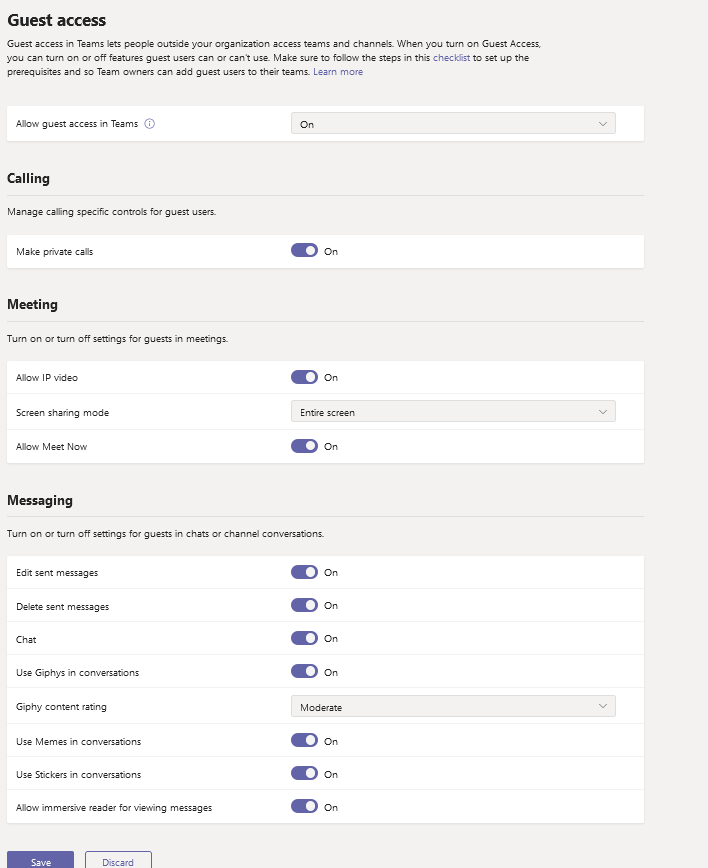 Guest access
Guest access in Teams lets people outside your organization access teams and channels. When you turn on Guest Access,
you can turn on or off features guest users can or can't use. Make sure to follow the steps in this checklist to set up the
prerequisites and so Team owners can add guest users to their teams. Learn more
Allow guest access in Teams On
Calling
Manage calling specific controls for guest users.
Make private calls On
Meeting
Turn on or turn off settings for guests in meetings.
Allow IP video On
Screen sharing mode Entire screen
Allow Meet Now On
Messaging
Turn on or turn off settings for guests in chats or channel conversations.
Edit sent messages On
Delete sent messages On
Chat On
Use Giphys in conversations On
Giphy content rating Moderate
Use Memes in conversations On
Use Stickers in conversations On
Allow immersive reader for viewing messages On
Save Discard